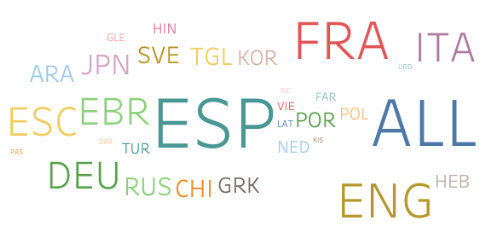 HIN
GLE
FRA
ITA
SVE
TGL
KOR
JPN
ARA
URD
IND
FAR
ESC
EBR
ESP
VIE
LAT
POR
POL
ALL
KIS
DAR
PAS
TUR
NED
DEU
RUS
CHI
GRK
ENG
HEB